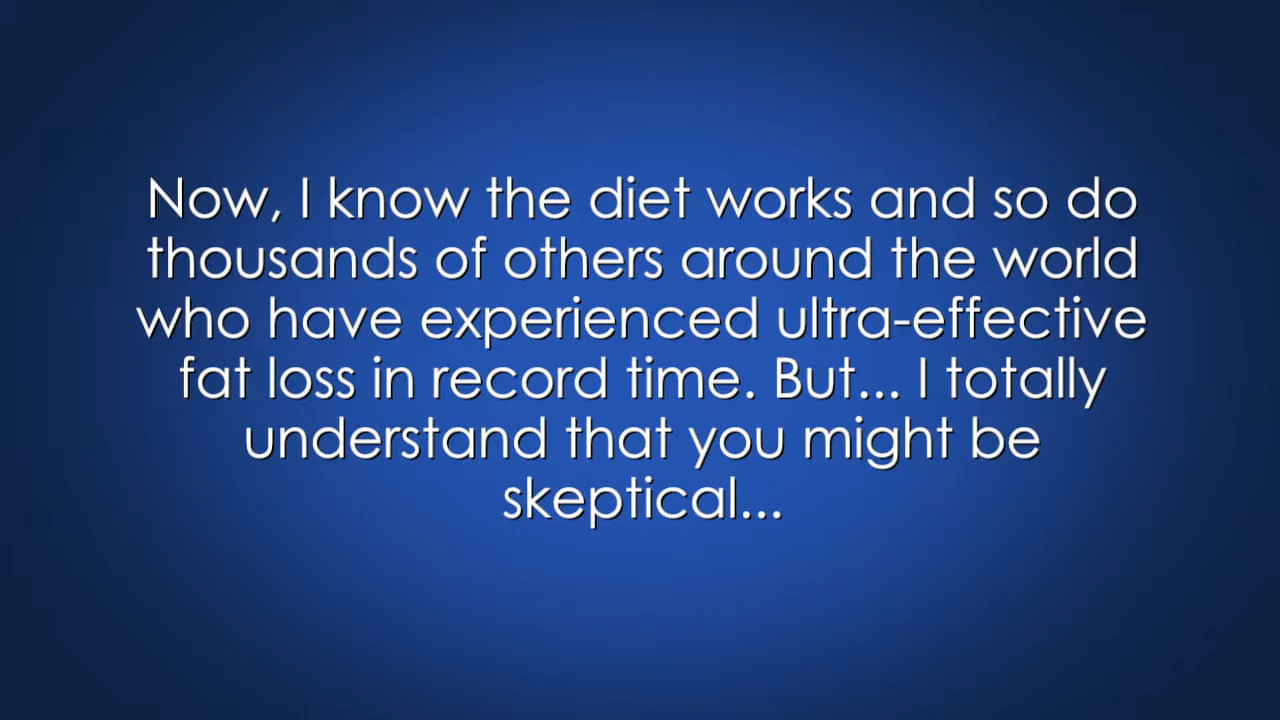 Now, I know the diet works and so do
thousands of others around the world
who have experienced ultra-effective
fat loss in record time. But... I totally
understand that you might be
skeptical...